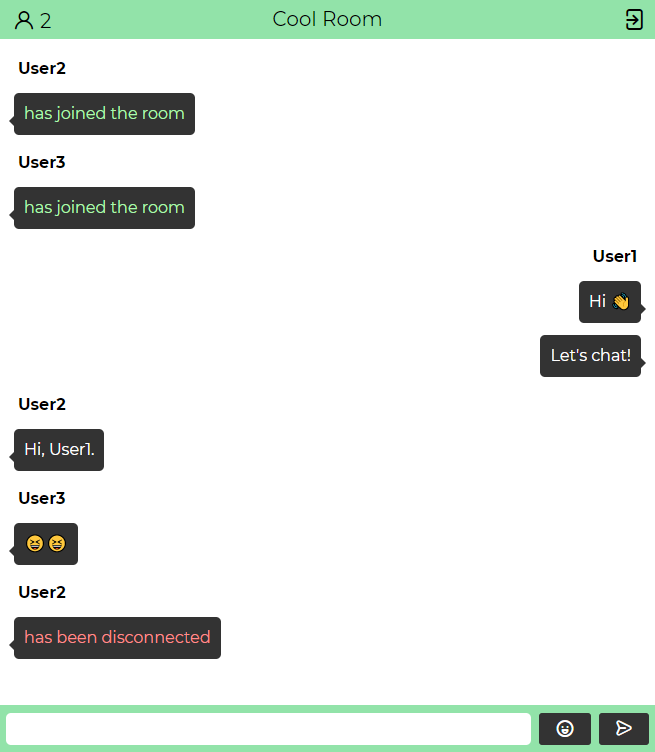 2 Cool Room
User2
has joined the room
User3
has joined the room
User1
Hi 👋
Let's chat!
User2
Hi, User1.
User3
😆😆
User2
has been disconnected